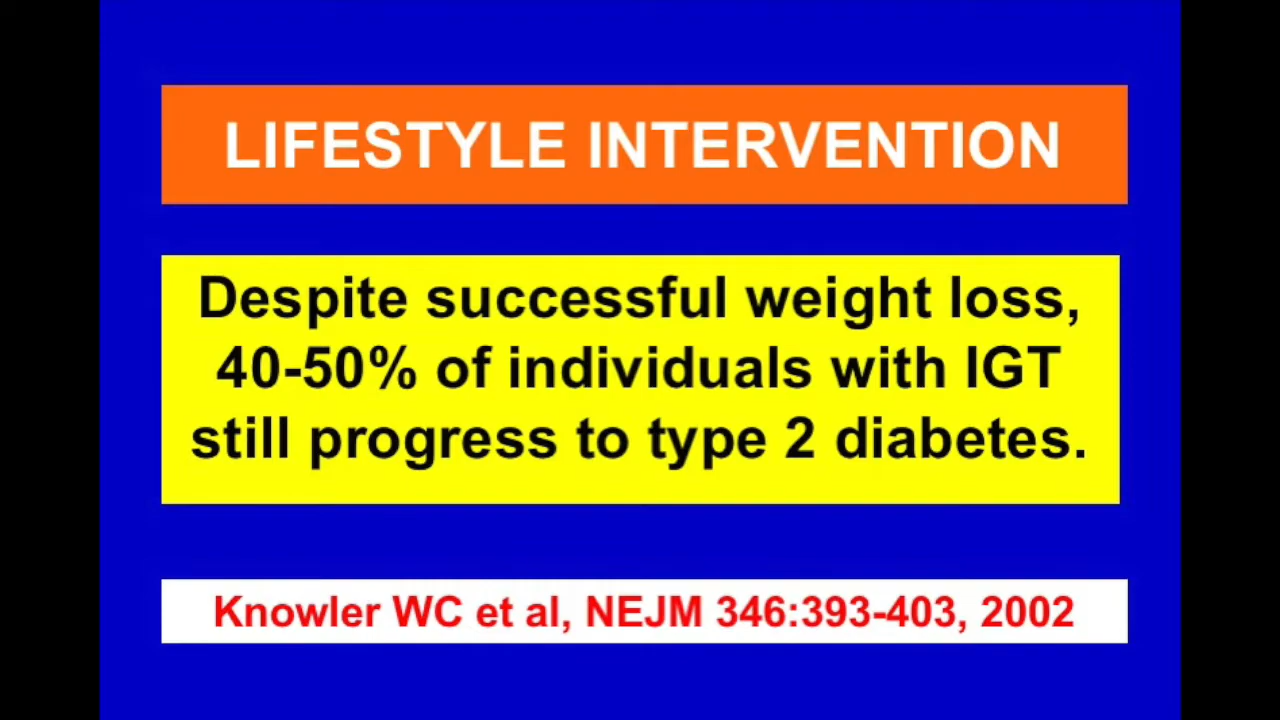 LIFESTYLE INTERVENTION
Despite successful weight loss,
40-50% of individuals with IGT
still progress to type 2 diabetes.
Knowler WC et al, NEJM 346:393-403, 2002